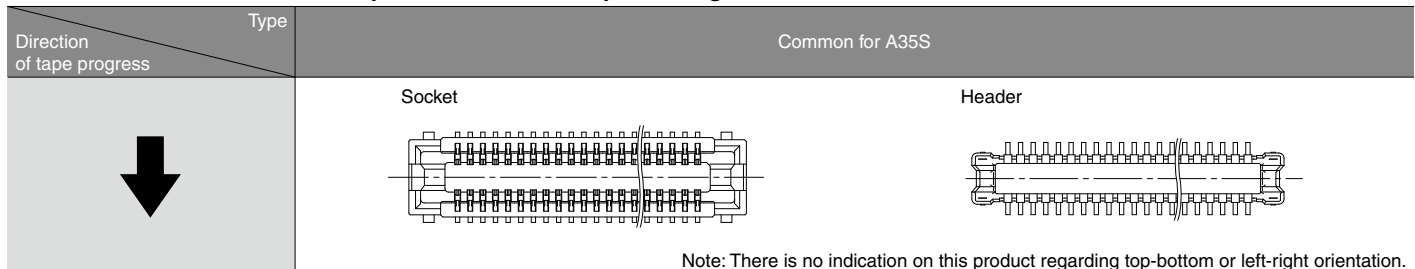 Type
Direction
of tape progress
Common for A35S
Socket
Header
Note: There is no indication on this product regarding top-bottom or left-right orientation.